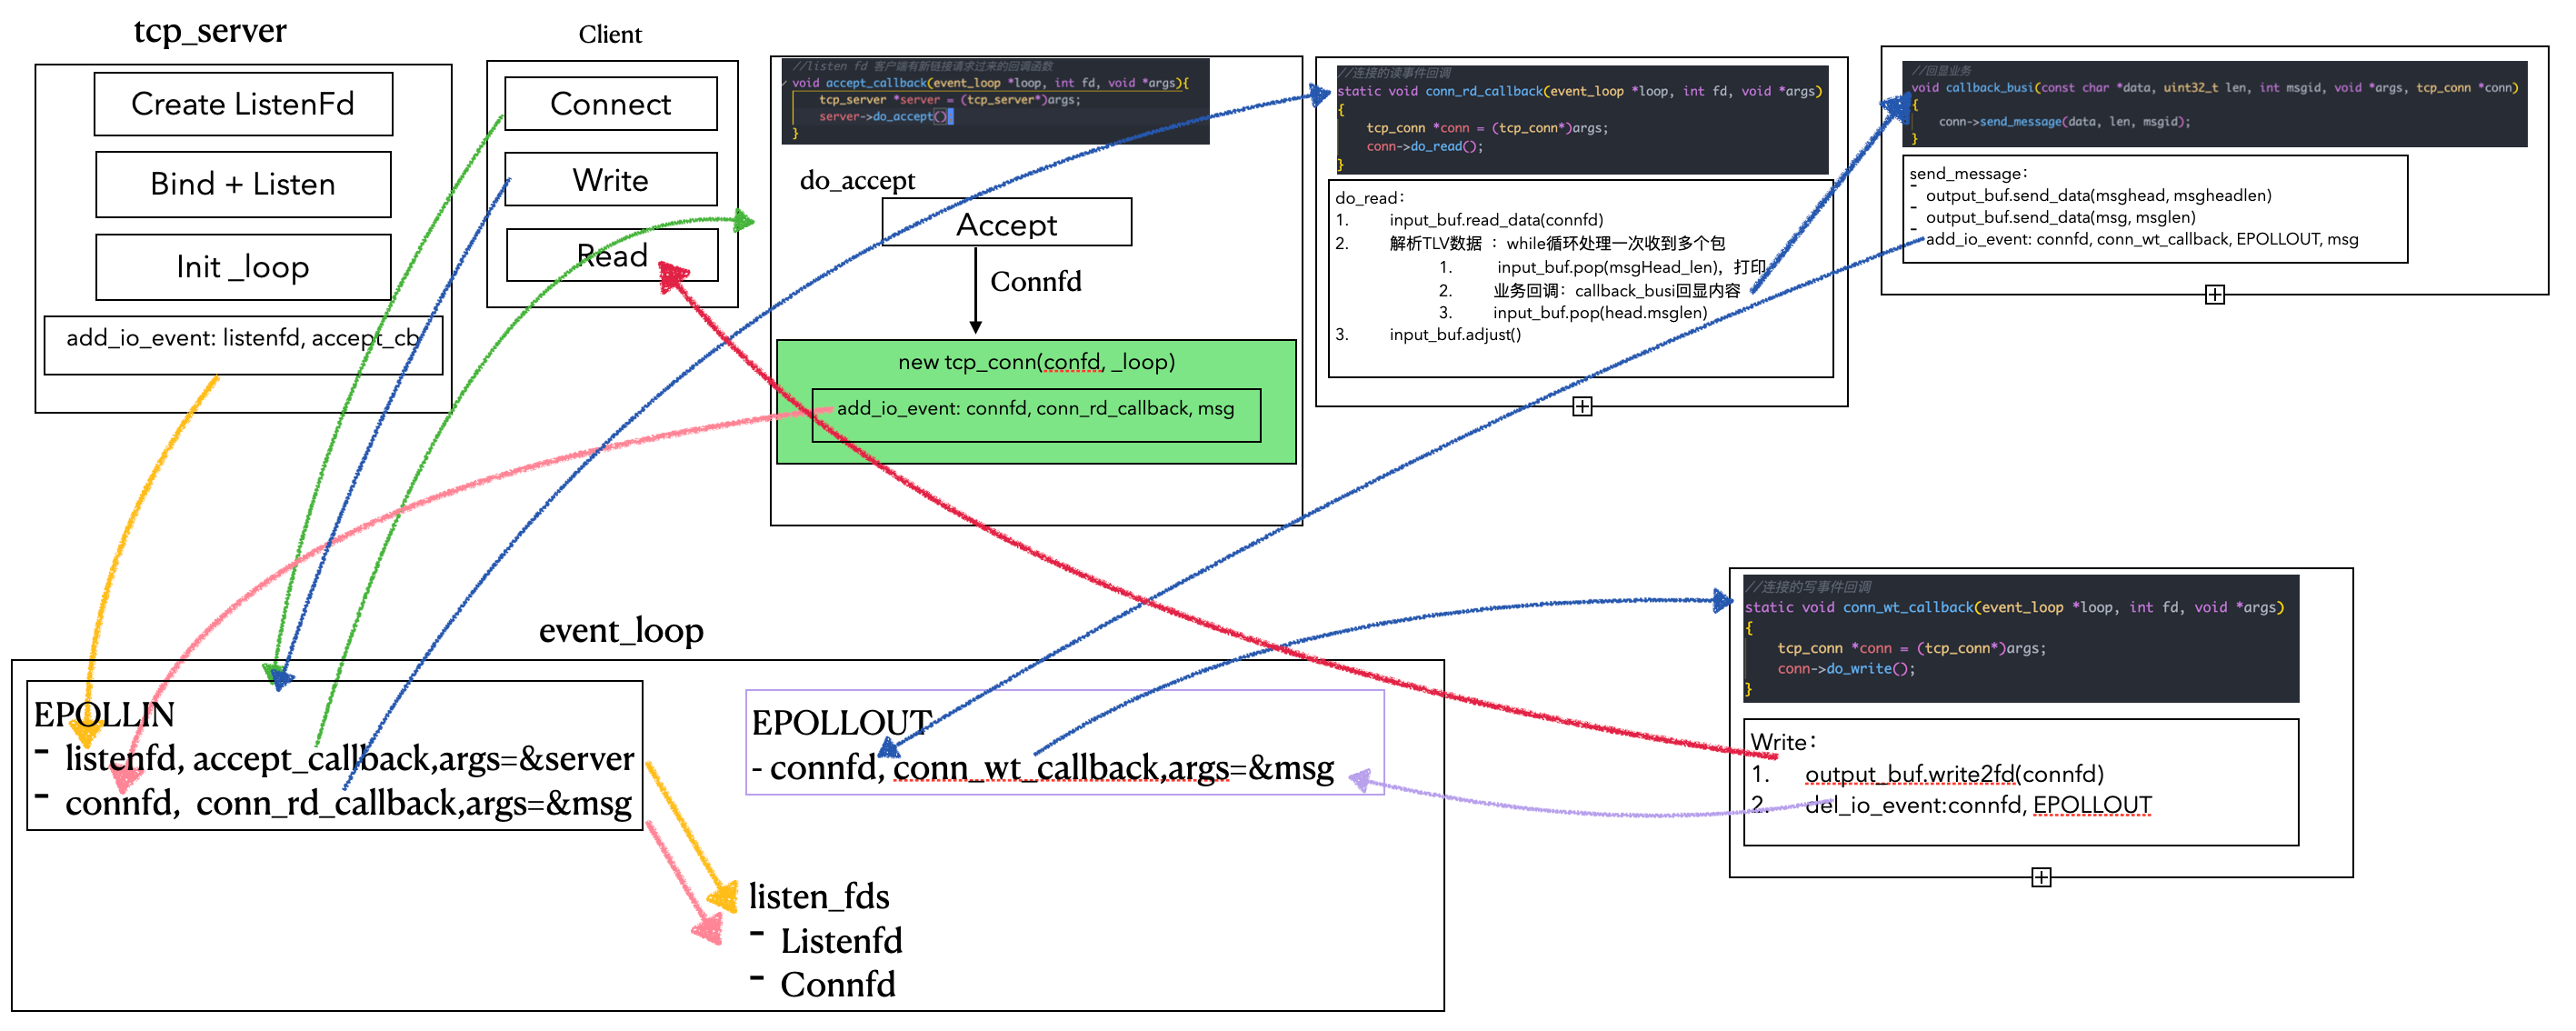 tcp_server
Create ListenFd
Bind + Listen
Init _loop
add_io_event: listenfd, accept_cb
Client
Connect
Write
Read
//listen fd 客户端有新链接请求过来的回调函数
void accept_callback(event_loop *loop, int fd, void *args){
tcp_server *server = (tcp_server*)args;
server->do_accept()
}
do_accept
Accept
Connfd
new tcp_conn(confd, _loop)
add_io_event: connfd, conn_rd_callback, msg
//连接的读事件回调
static void conn_rd_callback(event_loop *loop, int fd, void *args)
{
tcp_conn *conn = (tcp_conn*)args;
conn->do_read();
}
do_read：
1. input_buf.read_data(connfd)
2. 解析TLV数据 ：while循环处理一次收到多个包
1. input_buf.pop(msgHead_len)，打印
2. 业务回调：callback_busi回显内容
3. input_buf.pop(head.msglen)
3. input_buf.adjust()
//回显业务
void callback_busi(const char *data, uint32_t len, int msgid, void *args, tcp_conn *conn)
{
conn->send_message(data, len, msgid);
}
send_message：
- output_buf.send_data(msghead, msgheadlen)
- output_buf.send_data(msg, msglen)
- add_io_event: connfd, conn_wt_callback, EPOLLOUT, msg
//连接的写事件回调
static void conn_wt_callback(event_loop *loop, int fd, void *args)
{
tcp_conn *conn = (tcp_conn*)args;
conn->do_write();
}
Write：
1. output_buf.write2fd(connfd)
2. del_io_event:connfd, EPOLLOUT
event_loop
EPOLLIN
- listenfd, accept_callback,args=&server
- connfd, conn_rd_callback,args=&msg
EPOLLOUT
- connfd, conn_wt_callback,args=&msg
listen_fds
- Listenfd
- Connfd